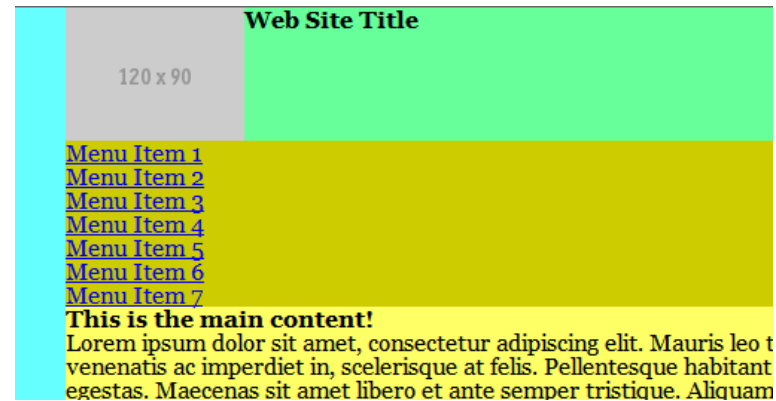 Web Site Title
120 x 90
Menu Item 1
Menu Item 2
Menu Item 3
Menu Item 4
Menu Item 5
Menu Item 6
Menu Item 7
This is the main content!
Lorem ipsum dolor sit amet, consectetur adipiscing elit. Mauris leo t
venenatis ac imperdiet in, scelerisque at felis. Pellentesque habitant
egestas. Maecenas sit amet libero et ante semper tristique. Aliquam